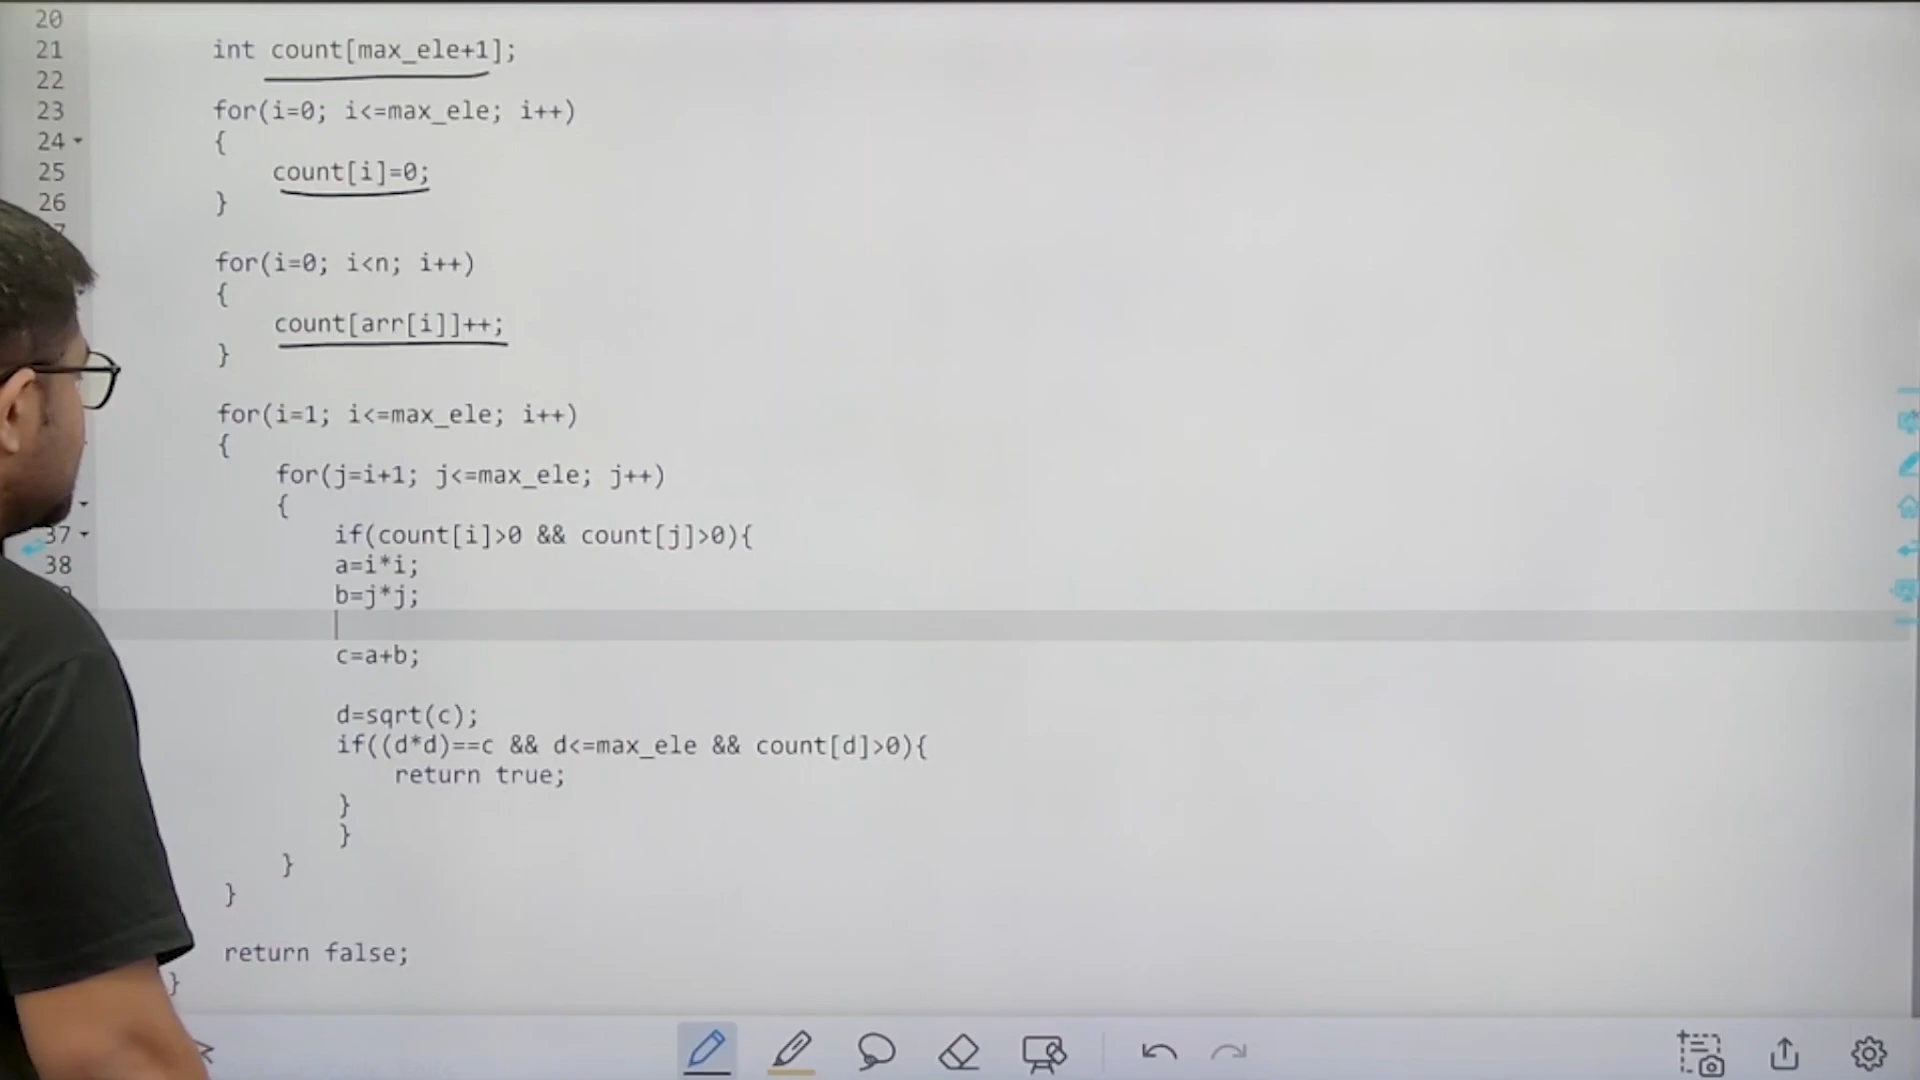 20
21 int count[max_ele+1];
22
23 for(i=0; i<=max_ele; i++)
24 {
25 count[i]=0;
26 }
for(i=0; i<n; i++)
{
count[arr[i]]++;
}
for(i=1; i<=max_ele; i++)
{
for(j=i+1; j<=max_ele; j++)
{
37 if(count[i]>0 && count[j]>0){
38 a=i*i;
b=j*j;
c=a+b;
d=sqrt(c);
if((d*d)==c && d<=max_ele && count[d]>0){
return true;
}
}
}
}
return false;
}